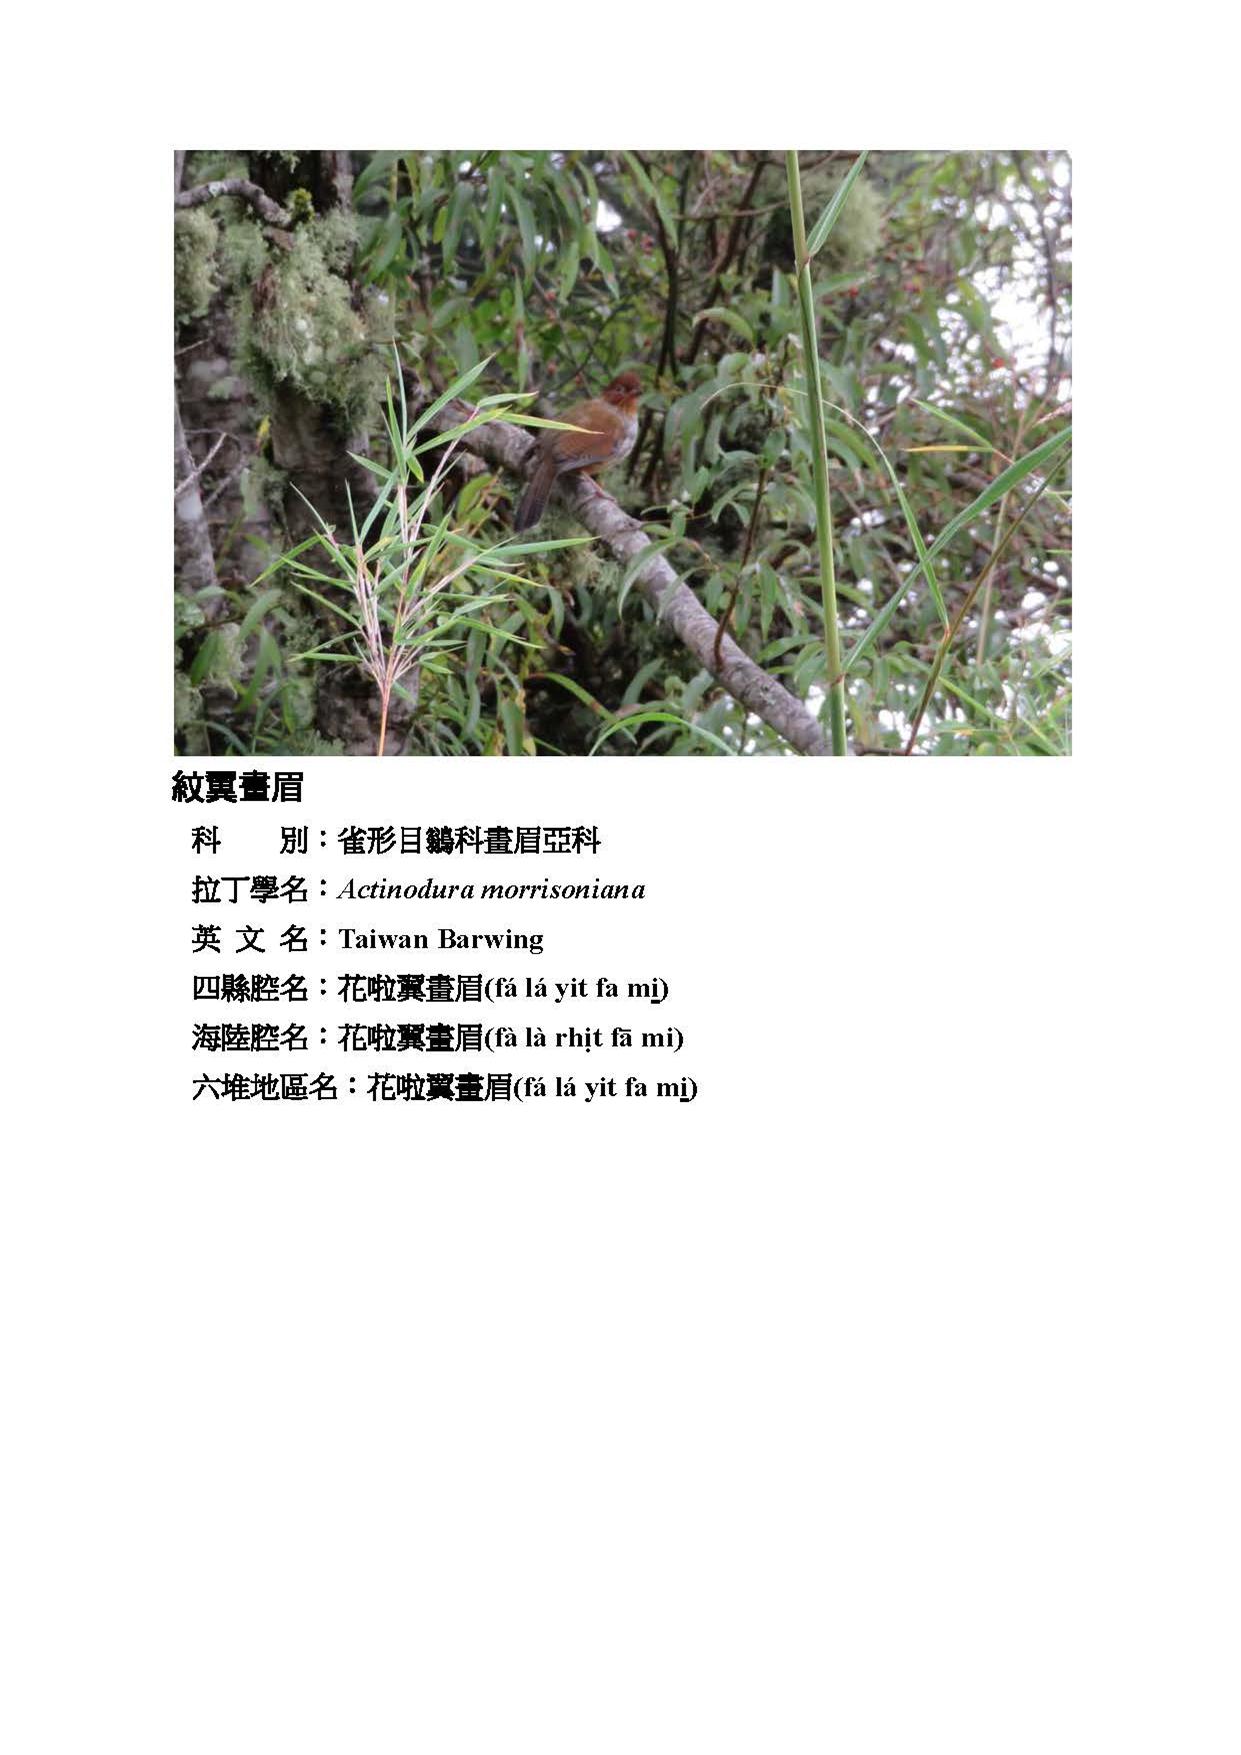 紋翼畫眉
科　　別：雀形目鶲科畫眉亞科
拉丁學名：Actinodura morrisoniana
英 文 名：Taiwan Barwing
四縣腔名：花啦翼畫眉(fá lá yit fa mi̲)
海陸腔名：花啦翼畫眉(fà là rhịt fā mi)
六堆地區名：花啦翼畫眉(fá lá yit fa mi̲)